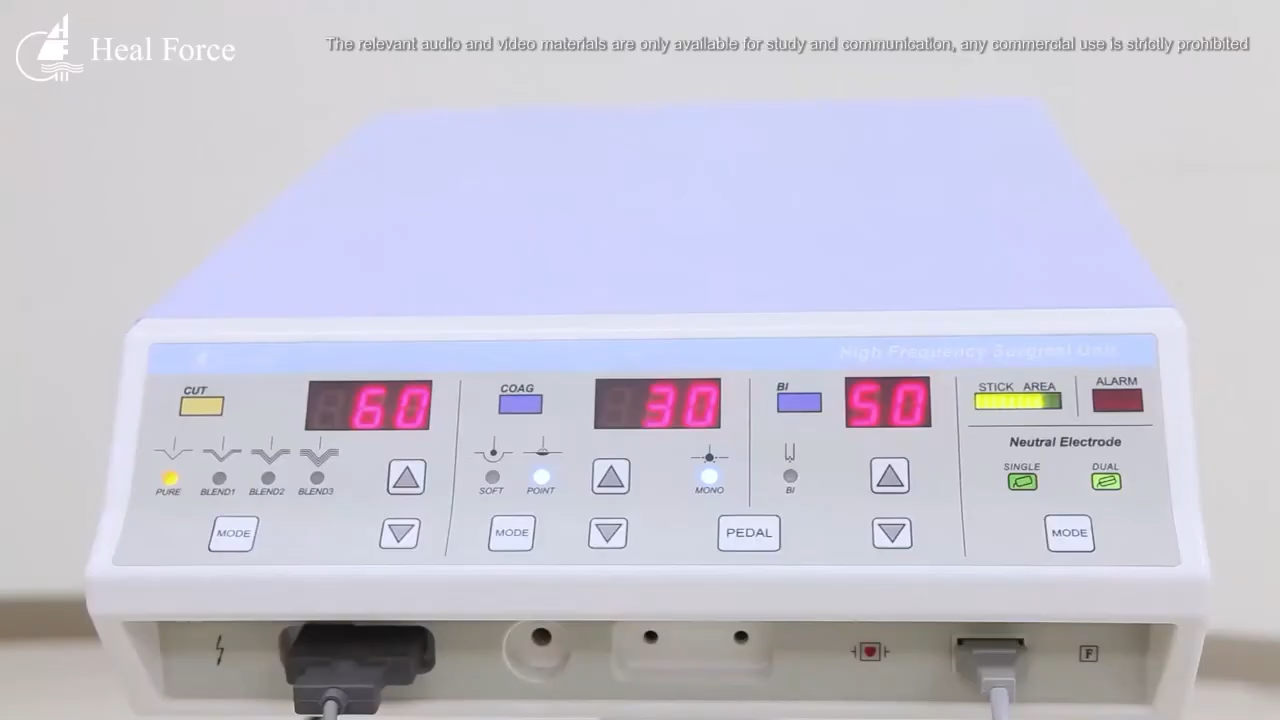 Heal Force
The relevant audio and video materials are only available for study and communication, any commercial use is strictly prohibited
High Frequency Surgical Unit
CUT
60
COAG
30
BI
50
STICK AREA
ALARM
Neutral Electrode
PURE
BLEND1
BLEND2
BLEND3
SOFT
POINT
MONO
BI
SINGLE
DUAL
MODE
MODE
PEDAL
MODE
F